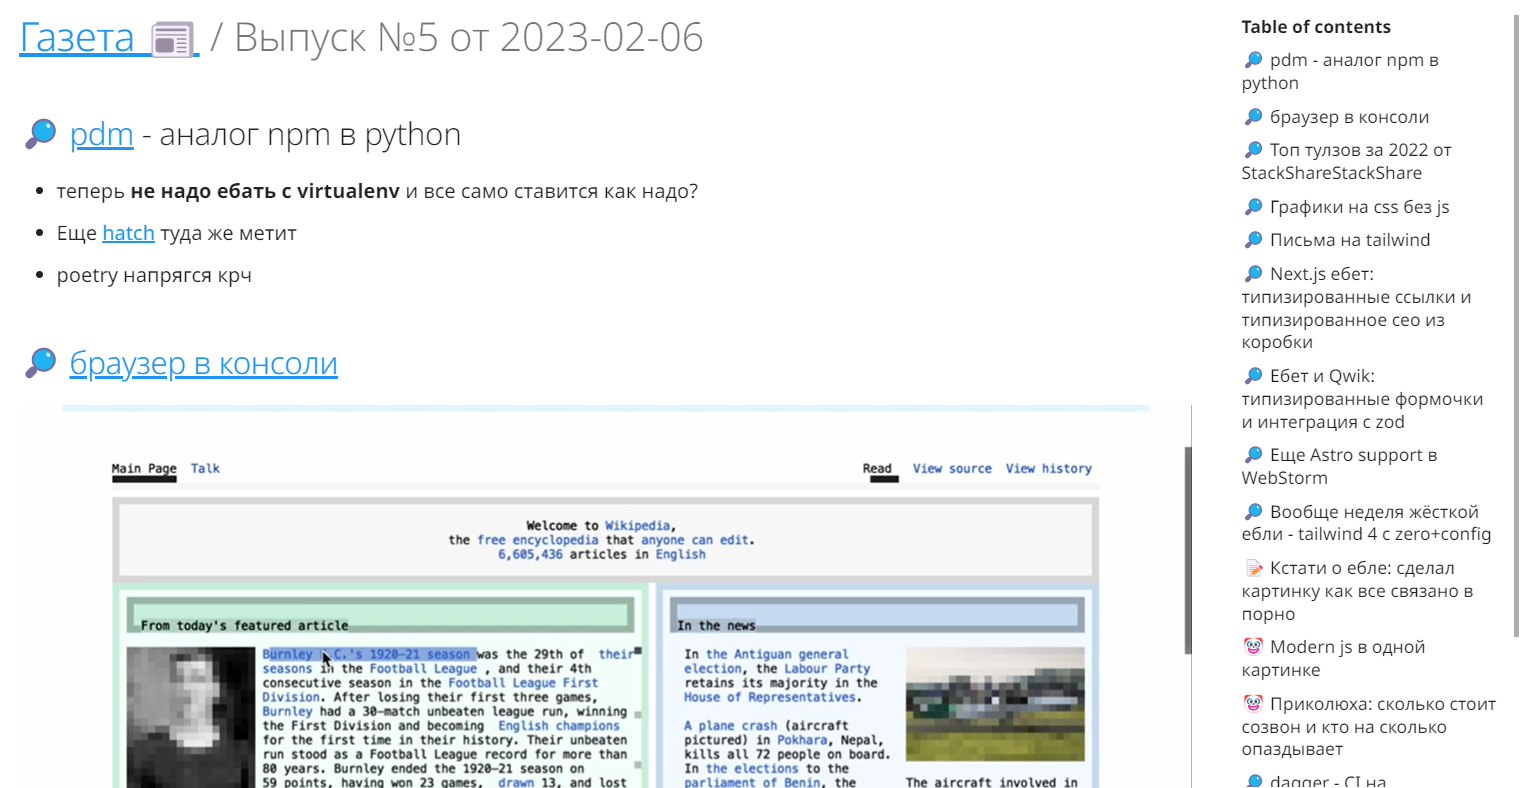 Газета 📰 / Выпуск №5 от 2023-02-06
🔎 pdm - аналог npm в python
теперь не надо ебать с virtualenv и все само ставится как надо?
Еще hatch туда же метит
poetry напрягся крч
🔎 браузер в консоли
Main Page Talk
Read View source View history
Welcome to Wikipedia,
the free encyclopedia that anyone can edit.
6,605,436 articles in English
From today's featured article
Burnley C.'s 1920–21 season was the 29th of their
seasons in the Football League , and their 4th
consecutive season in the Football League First
Division. After losing their first three games,
Burnley had a 30–match unbeaten league run, winning
the First Division and becoming English champions
for the first time in their history. Their unbeaten
run stood as a Football League record for more than
80 years. Burnley ended the 1920–21 season on
59 points, having won 23 games, drawn 13, and lost
In the news
In the Antiguan general
election, the Labour Party
retains its majority in the
House of Representatives.
A plane crash (aircraft
pictured) in Pokhara, Nepal,
kills all 72 people on board.
In the elections to the
parliament of Benin, the
The aircraft involved in
Table of contents
🔎 pdm - аналог npm в
python
🔎 браузер в консоли
🔎 Топ тулзов за 2022 от
StackShareStackShare
🔎 Графики на css без js
🔎 Письма на tailwind
🔎 Next.js ебет:
типизированные ссылки и
типизированное сео из
коробки
🔎 Ебет и Qwik:
типизированные формочки
и интеграция с zod
🔎 Еще Astro support в
WebStorm
🔎 Вообще неделя жёсткой
ебли - tailwind 4 с zero+config
📝 Кстати о ебле: сделал
картинку как все связано в
порно
🤡 Modern js в одной
картинке
🤡 Приколюха: сколько стоит
созвон и кто на сколько
опаздывает
🔎 dagger - CI на